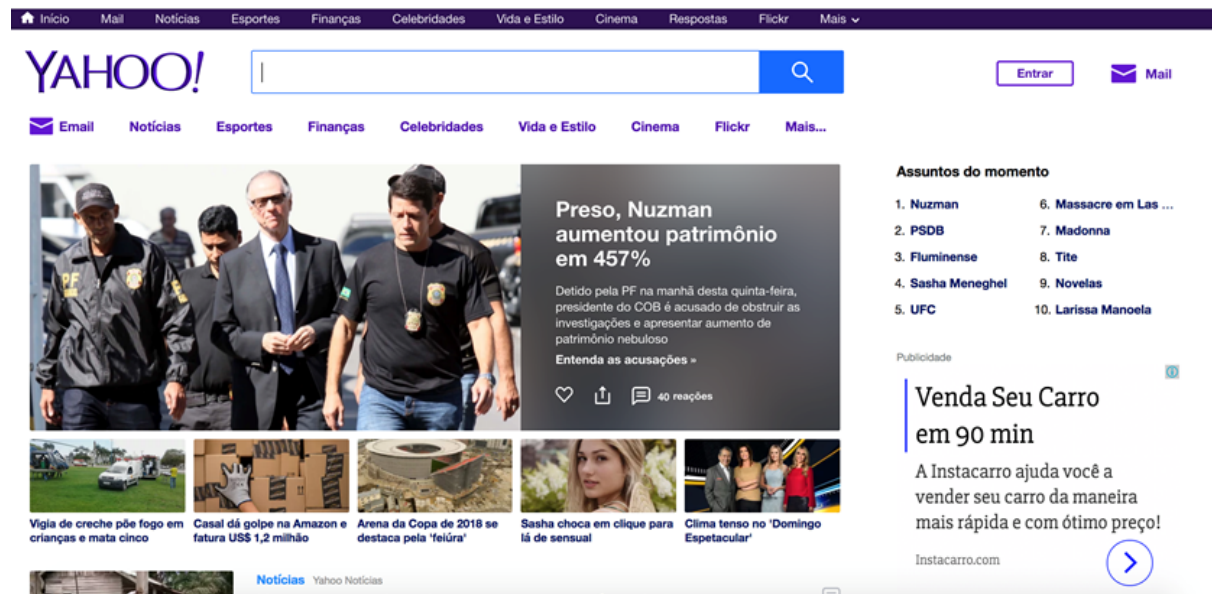 Início Mail Notícias Esportes Finanças Celebridades Vida e Estilo Cinema Respostas Flickr Mais
YAHOO!
Entrar Mail
Email Notícias Esportes Finanças Celebridades Vida e Estilo Cinema Flickr Mais...
PF
Preso, Nuzman
aumentou patrimônio
em 457%
Detido pela PF na manhã desta quinta-feira,
presidente do COB é acusado de obstruir as
investigações e apresentar aumento de
patrimônio nebuloso
Entenda as acusações »
40 reações
Vigia de creche põe fogo em
crianças e mata cinco
Casal dá golpe na Amazon e
fatura US$ 1,2 milhão
Arena da Copa de 2018 se
destaca pela 'feiúra'
Sasha choca em clique para
lá de sensual
Clima tenso no 'Domingo
Espetacular'
Notícias Yahoo Notícias
Assuntos do momento
1. Nuzman
2. PSDB
3. Fluminense
4. Sasha Meneghel
5. UFC
6. Massacre em Las ...
7. Madonna
8. Tite
9. Novelas
10. Larissa Manoela
Publicidade
Venda Seu Carro
em 90 min
A Instacarro ajuda você a
vender seu carro da maneira
mais rápida e com ótimo preço!
Instacarro.com